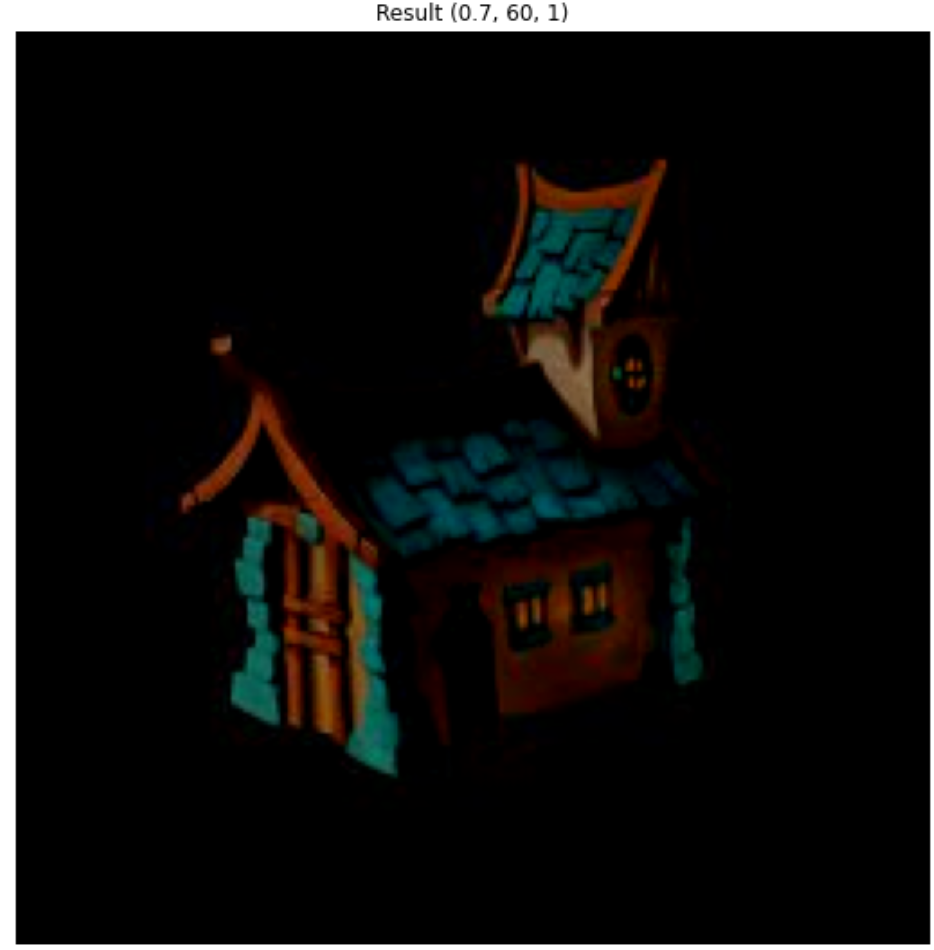 Result (0.7, 60, 1)